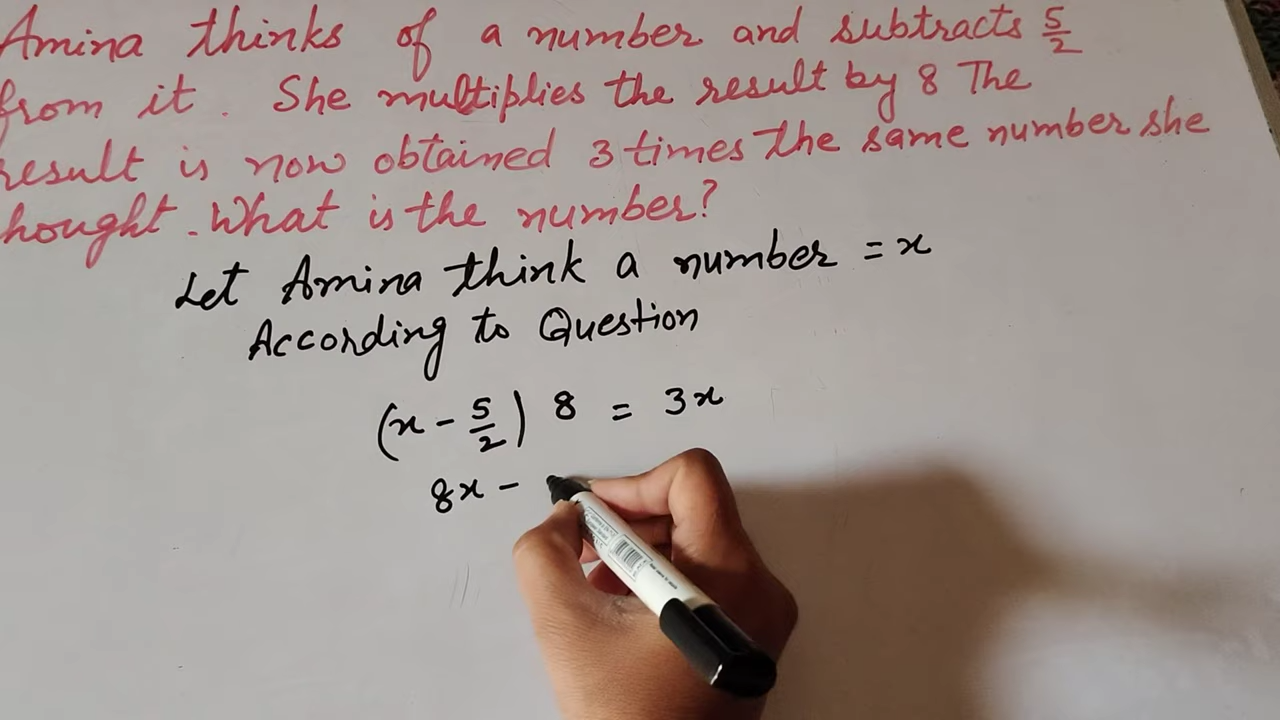 Amina thinks of a number and subtracts 5/2
from it. She multiplies the result by 8 The
result is now obtained 3 times the same number she
hought. What is the number?
Let Amina think a number = x
According to Question
(x - 5/2) 8 = 3x
8x -